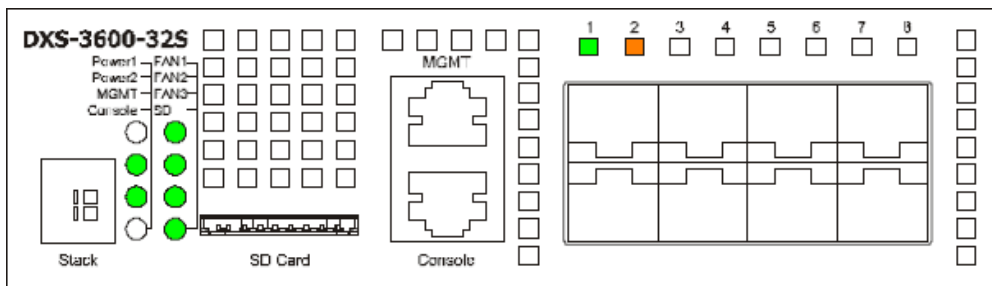 DXS-3600-32S
Power1 FAN1
Power2 FAN2
MGMT FAN3
Console SD
Stack
SD Card
MGMT
Console
1 2 3 4 5 6 7 8